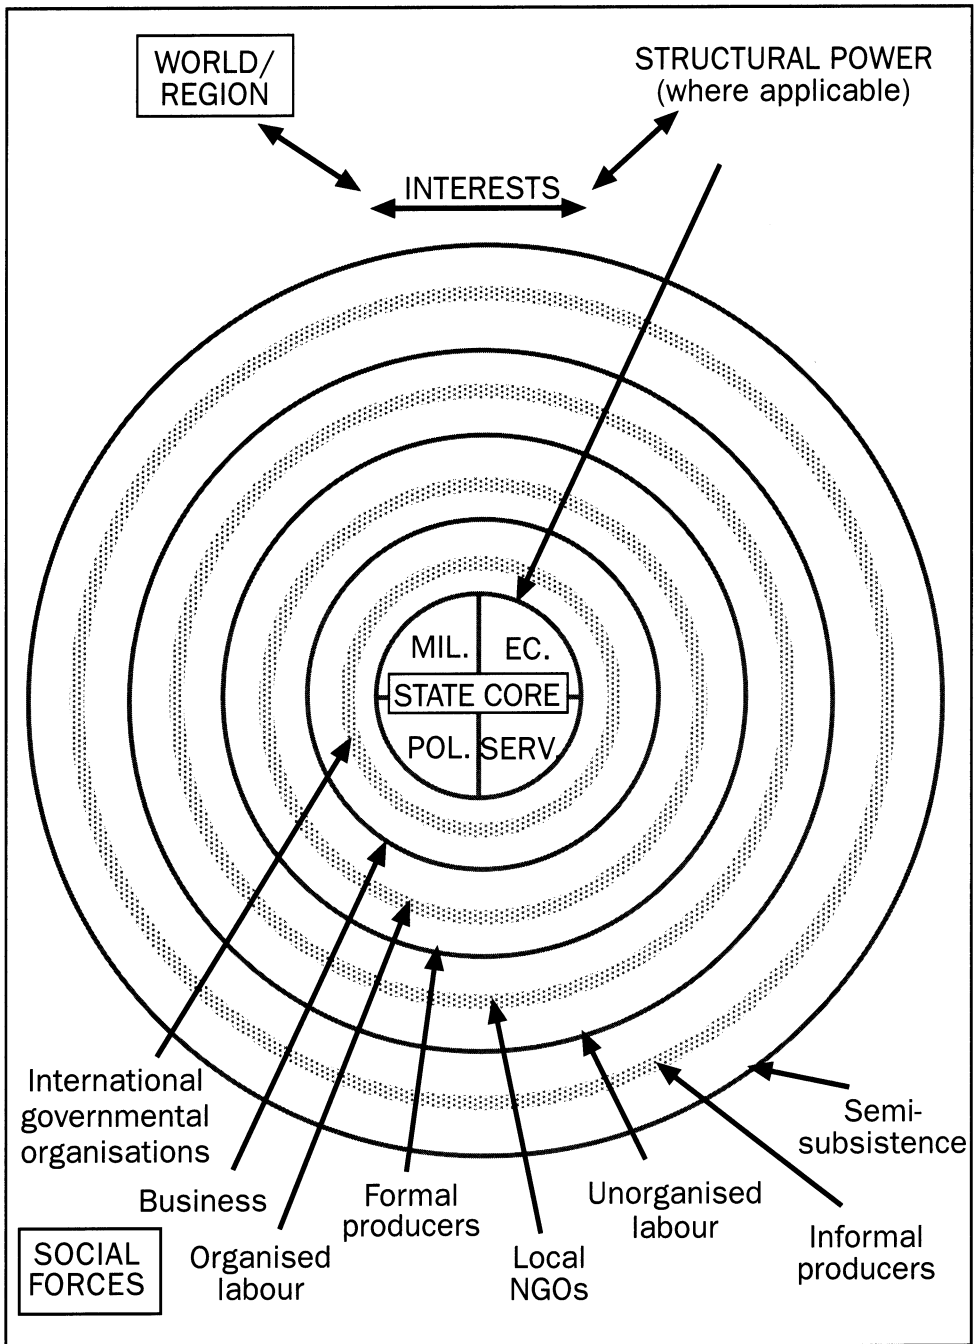 WORLD/
REGION
STRUCTURAL POWER
(where applicable)
INTERESTS
MIL.
EC.
STATE CORE
POL.
SERV.
International
governmental
organisations
Business
Organised
labour
Formal
producers
Local
NGOs
Unorganised
labour
Informal
producers
Semi-
subsistence
SOCIAL
FORCES